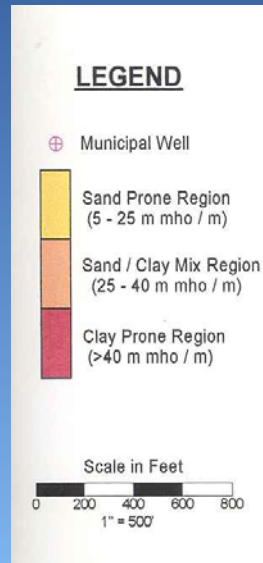 LEGEND
Municipal Well
Sand Prone Region
(5 - 25 m mho / m)
Sand / Clay Mix Region
(25 - 40 m mho / m)
Clay Prone Region
(>40 m mho / m)
Scale in Feet
0 200 400 600 800
1" = 500'